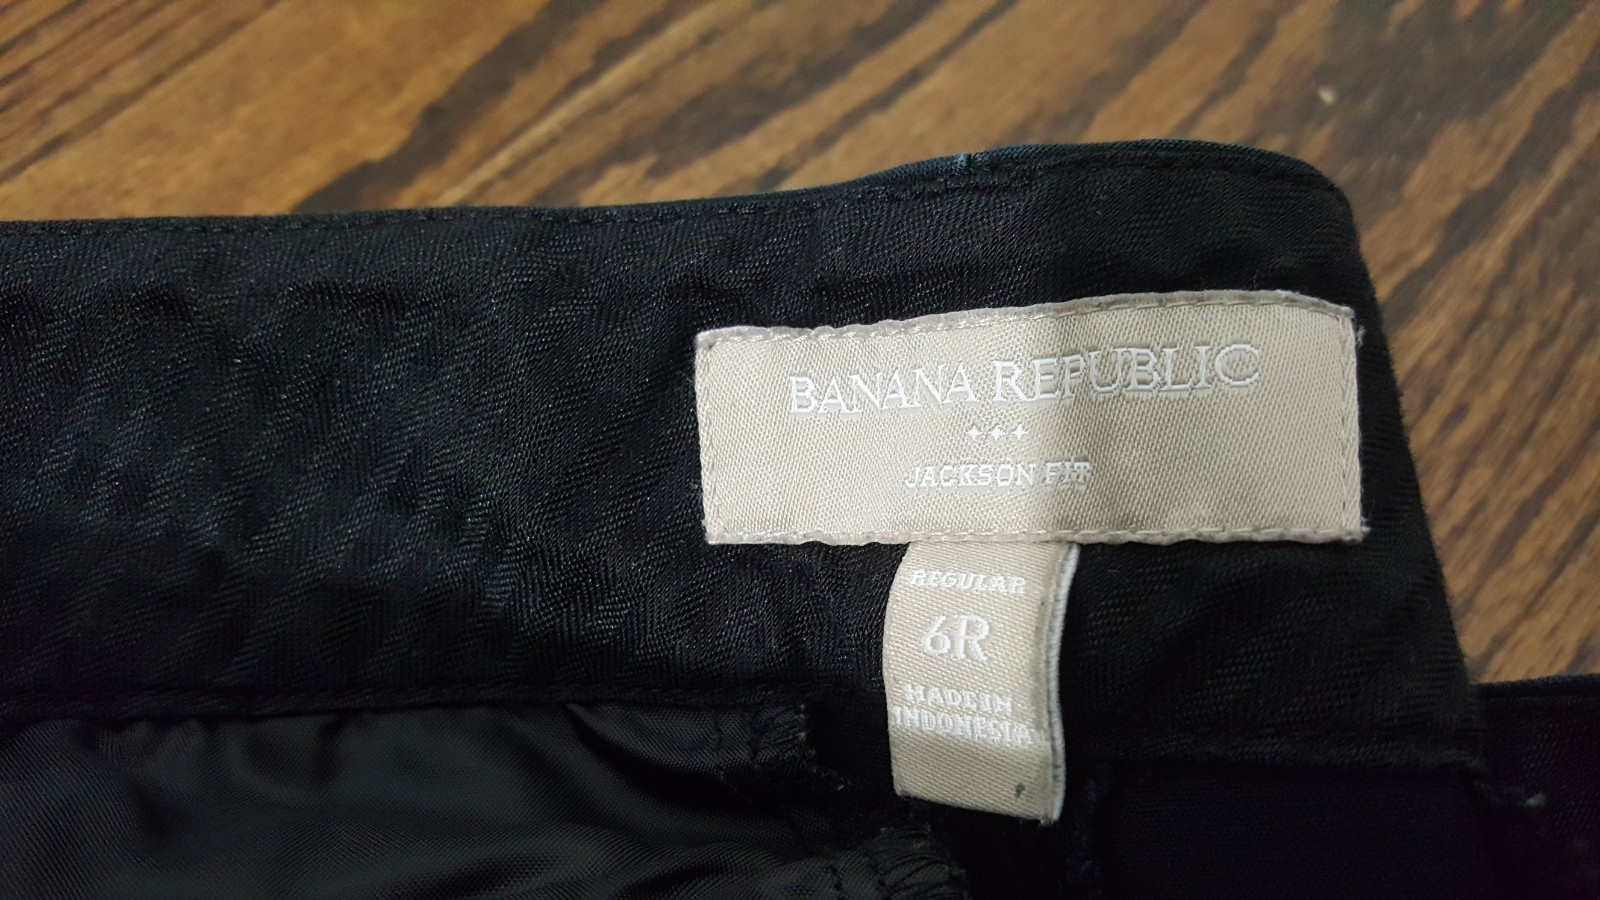 BANANA REPUBLIC
JACKSON FIT
REGULAR
6R
MADE IN
INDONESIA